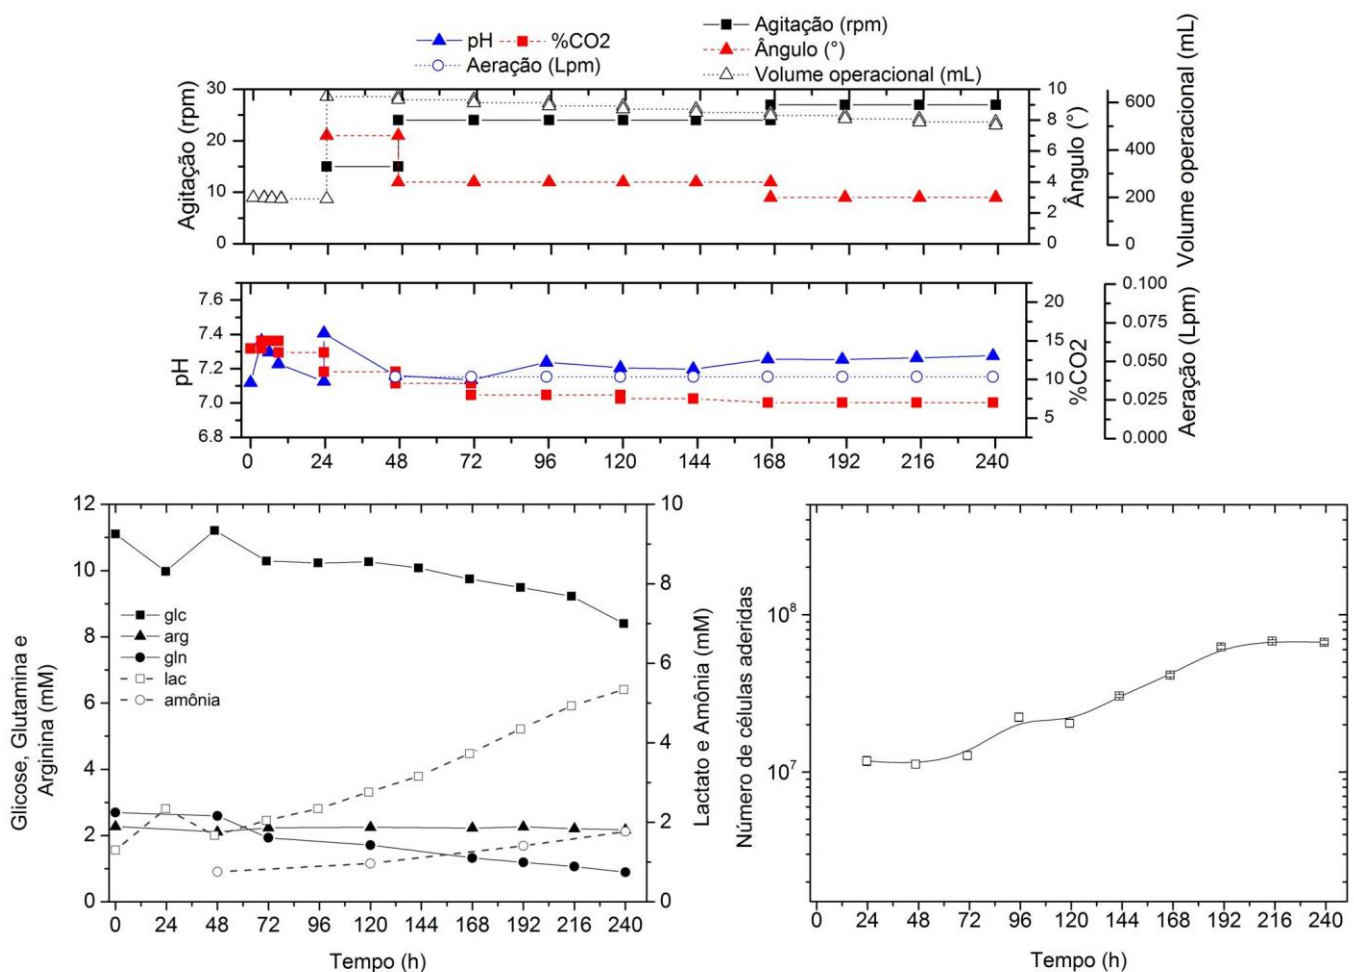 pH %CO2
Aeração (Lpm)
Agitação (rpm)
Ângulo (°)
Volume operacional (mL)
Agitação (rpm)
30
20
10
0
10
8
6
4
2
0
Ângulo (°)
600
400
200
0
Volume operacional (mL)
pH
7.6
7.4
7.2
7.0
6.8
20
15
10
5
%CO2
0.100
0.075
0.050
0.025
0.000
Aeração (Lpm)
0 24 48 72 96 120 144 168 192 216 240
Glicose, Glutamina e
Arginina (mM)
12
10
8
6
4
2
0
glc
arg
gln
lac
amônia
10
8
6
4
2
0
Lactato e Amônia (mM)
0 24 48 72 96 120 144 168 192 216 240
Tempo (h)
Número de células aderidas
10^8
10^7
0 24 48 72 96 120 144 168 192 216 240
Tempo (h)